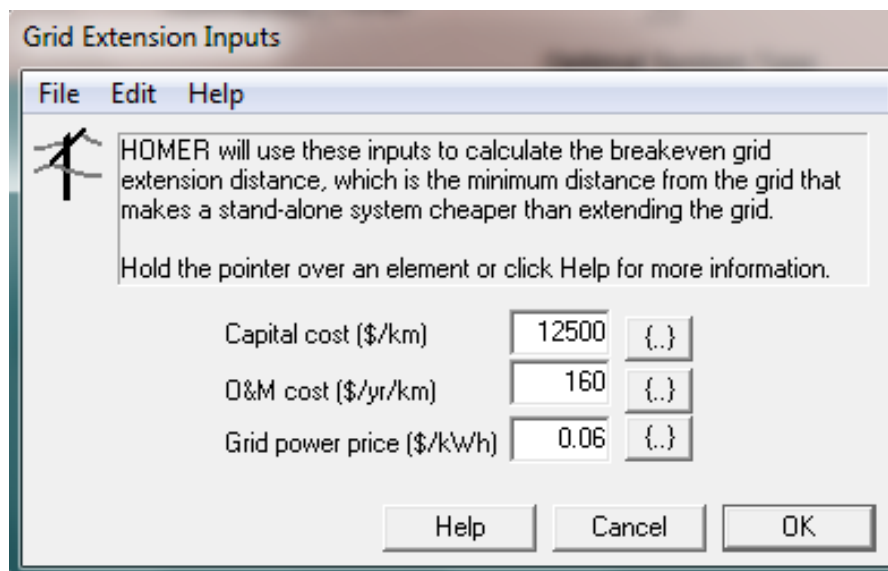 Grid Extension Inputs
File Edit Help
HOMER will use these inputs to calculate the breakeven grid
extension distance, which is the minimum distance from the grid that
makes a stand-alone system cheaper than extending the grid.
Hold the pointer over an element or click Help for more information.
Capital cost ($/km) 12500 {..}
O&M cost ($/yr/km) 160 {..}
Grid power price ($/kWh) 0.06 {..}
Help Cancel OK